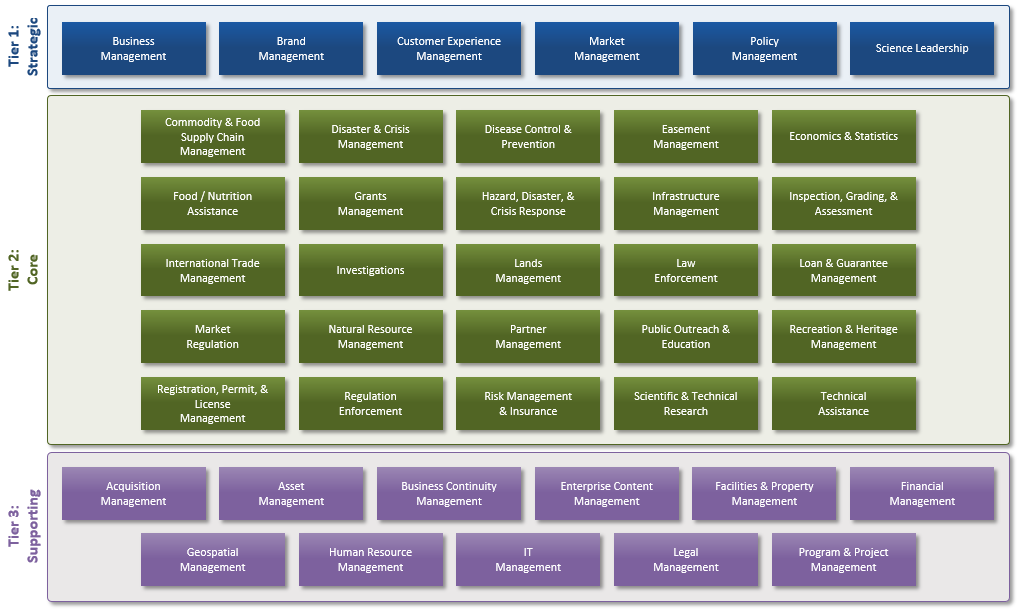 Tier 1:
Strategic
Business
Management
Brand
Management
Customer Experience
Management
Market
Management
Policy
Management
Science Leadership
Tier 2:
Core
Commodity & Food
Supply Chain
Management
Disaster & Crisis
Management
Disease Control &
Prevention
Easement
Management
Economics & Statistics
Food / Nutrition
Assistance
Grants
Management
Hazard, Disaster, &
Crisis Response
Infrastructure
Management
Inspection, Grading, &
Assessment
International Trade
Management
Investigations
Lands
Management
Law
Enforcement
Loan & Guarantee
Management
Market
Regulation
Natural Resource
Management
Partner
Management
Public Outreach &
Education
Recreation & Heritage
Management
Registration, Permit, &
License
Management
Regulation
Enforcement
Risk Management
& Insurance
Scientific & Technical
Research
Technical
Assistance
Tier 3:
Supporting
Acquisition
Management
Asset
Management
Business Continuity
Management
Enterprise Content
Management
Facilities & Property
Management
Financial
Management
Geospatial
Management
Human Resource
Management
IT
Management
Legal
Management
Program & Project
Management